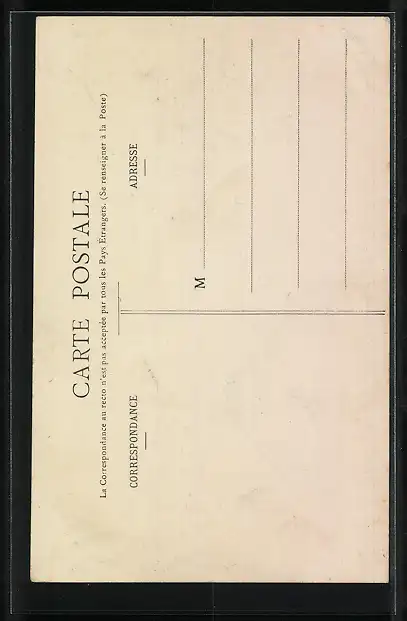 CARTE POSTALE
La Correspondance au recto n'est pas acceptée par tous les Pays Etrangers. (Se renseigner à la Poste)
CORRESPONDANCE
ADRESSE
M